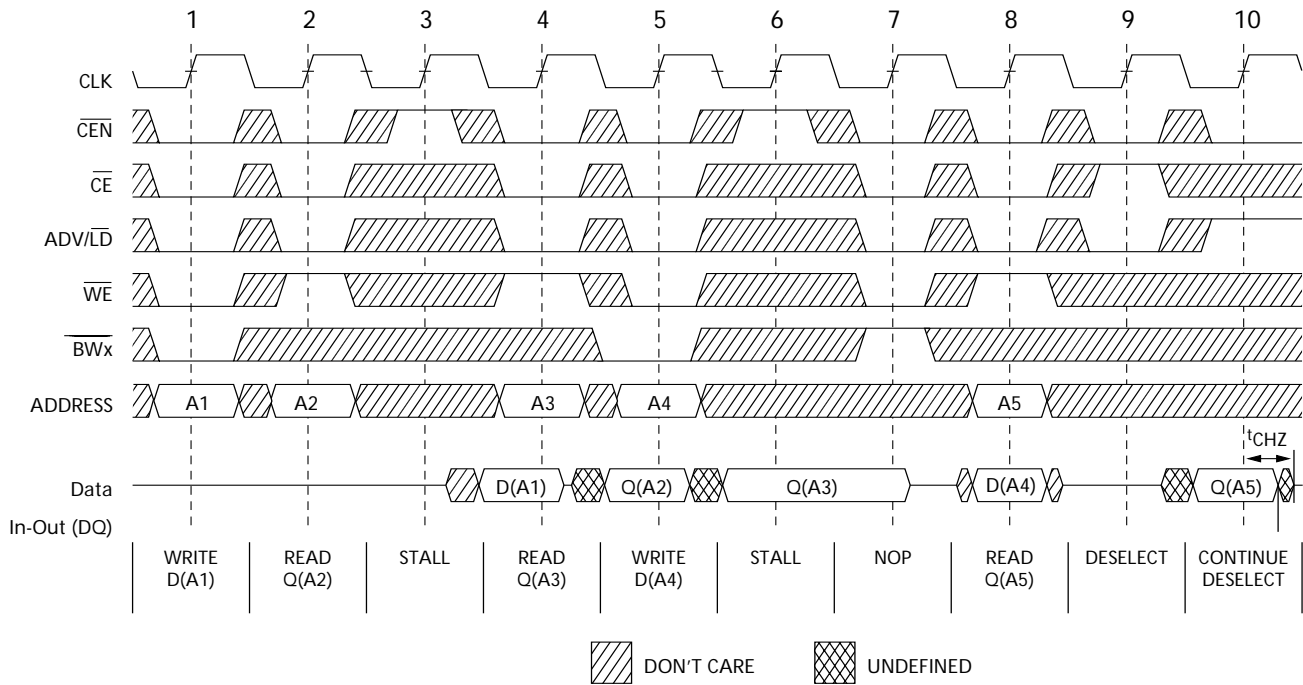 1 2 3 4 5 6 7 8 9 10
CLK
CEN
CE
ADV/LD
WE
BWx
ADDRESS A1 A2 A3 A4 A5
tCHZ
Data D(A1) Q(A2) Q(A3) D(A4) Q(A5)
In-Out (DQ)
WRITE READ STALL READ WRITE STALL NOP READ DESELECT CONTINUE
D(A1) Q(A2) Q(A3) D(A4) Q(A5) DESELECT
DON'T CARE UNDEFINED